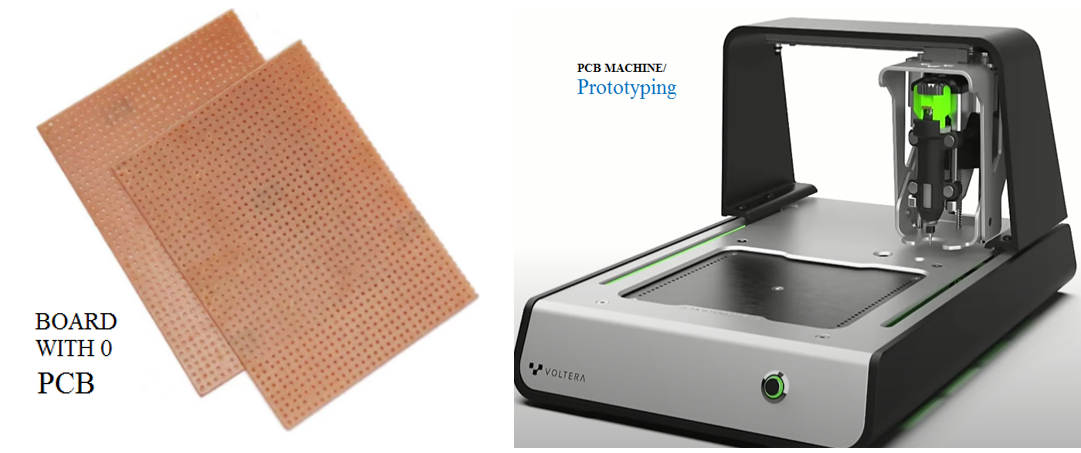 BOARD
WITH 0
PCB
PCB MACHINE/
Prototyping
VOLTERA